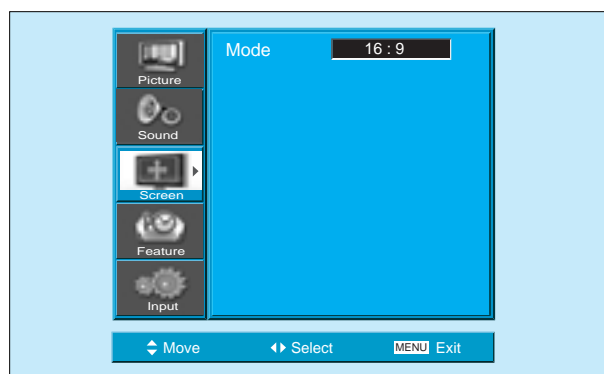 Picture
Sound
Screen
Feature
Input
Mode 16 : 9
Move Select MENU Exit